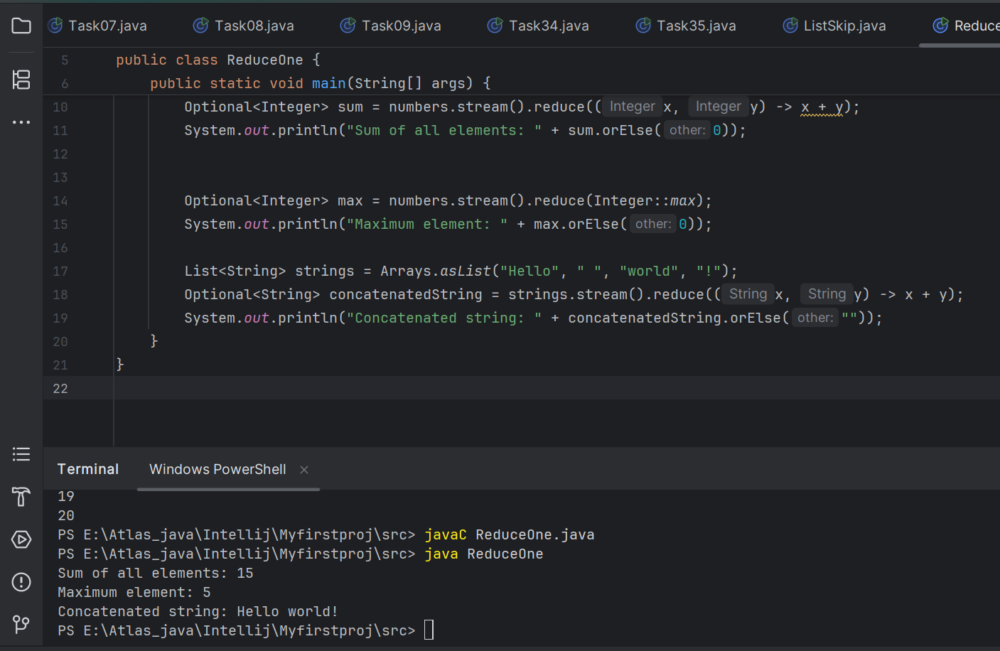 Task07.java Task08.java Task09.java Task34.java Task35.java ListSkip.java Reduce
5 public class ReduceOne {
6 public static void main(String[] args) {
10 Optional<Integer> sum = numbers.stream().reduce((Integer x, Integer y) -> x + y);
11 System.out.println("Sum of all elements: " + sum.orElse(other: 0));
12
13
14 Optional<Integer> max = numbers.stream().reduce(Integer::max);
15 System.out.println("Maximum element: " + max.orElse(other: 0));
16
17 List<String> strings = Arrays.asList("Hello", " ", "world", "!");
18 Optional<String> concatenatedString = strings.stream().reduce((String x, String y) -> x + y);
19 System.out.println("Concatenated string: " + concatenatedString.orElse(other: ""));
20 }
21 }
22
Terminal Windows PowerShell
19
20
PS E:\Atlas_java\Intellij\Myfirstproj\src> javaC ReduceOne.java
PS E:\Atlas_java\Intellij\Myfirstproj\src> java ReduceOne
Sum of all elements: 15
Maximum element: 5
Concatenated string: Hello world!
PS E:\Atlas_java\Intellij\Myfirstproj\src>